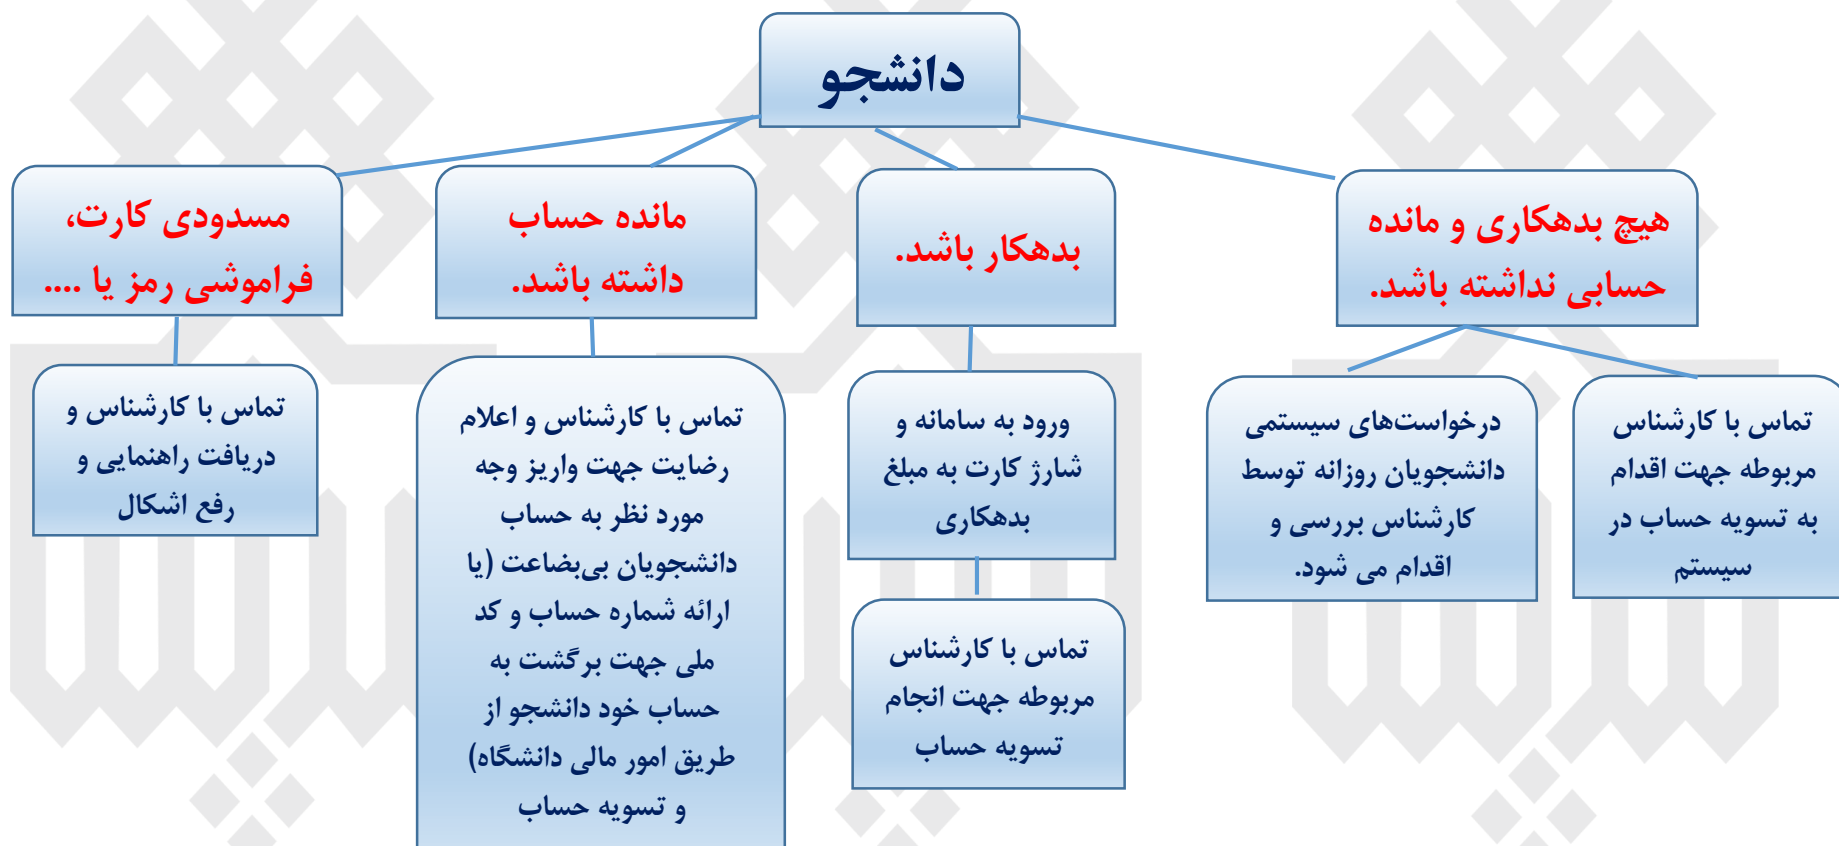 دانشجو
هیچ بدهکاری و مانده
حسابی نداشته باشد.
بدهکار باشد.
مانده حساب
داشته باشد.
مسدودی کارت،
فراموشی رمز یا ....
تماس با کارشناس
مربوطه جهت اقدام
به تسویه حساب در
سیستم
درخواست‌های سیستمی
دانشجویان روزانه توسط
کارشناس بررسی و
اقدام می شود.
ورود به سامانه و
شارژ کارت به مبلغ
بدهکاری
تماس با کارشناس
مربوطه جهت انجام
تسویه حساب
تماس با کارشناس و اعلام
رضایت جهت واریز وجه
مورد نظر به حساب
دانشجویان بی‌بضاعت (یا
ارائه شماره حساب و کد
ملی جهت برگشت به
حساب خود دانشجو از
طریق امور مالی دانشگاه)
و تسویه حساب
تماس با کارشناس و
دریافت راهنمایی و
رفع اشکال